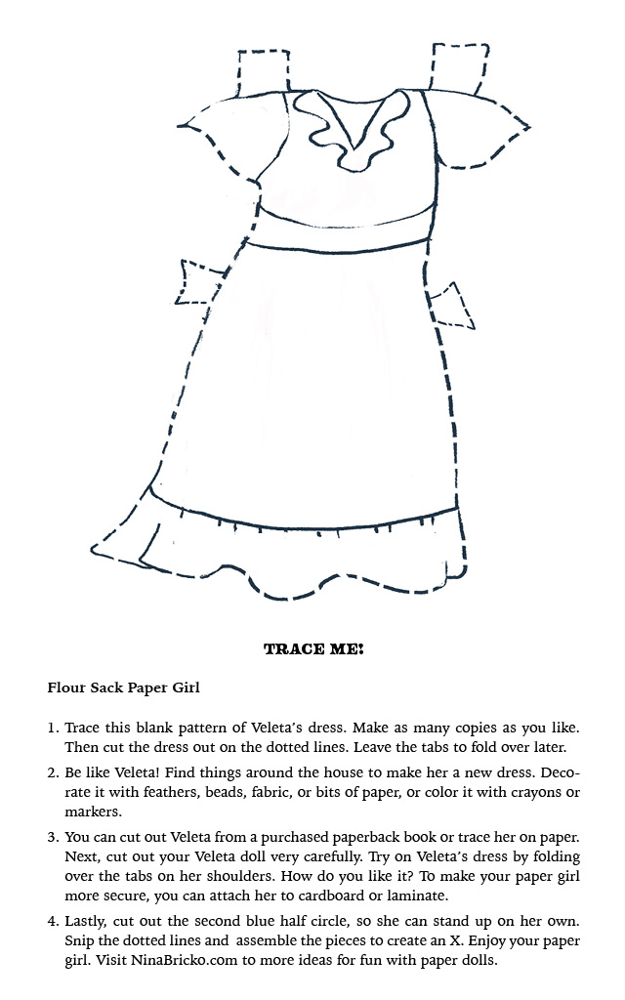 TRACE ME!
Flour Sack Paper Girl
1. Trace this blank pattern of Veleta's dress. Make as many copies as you like.
Then cut the dress out on the dotted lines. Leave the tabs to fold over later.
2. Be like Veleta! Find things around the house to make her a new dress. Deco-
rate it with feathers, beads, fabric, or bits of paper, or color it with crayons or
markers.
3. You can cut out Veleta from a purchased paperback book or trace her on paper.
Next, cut out your Veleta doll very carefully. Try on Veleta's dress by folding
over the tabs on her shoulders. How do you like it? To make your paper girl
more secure, you can attach her to cardboard or laminate.
4. Lastly, cut out the second blue half circle, so she can stand up on her own.
Snip the dotted lines and assemble the pieces to create an X. Enjoy your paper
girl. Visit NinaBricko.com to more ideas for fun with paper dolls.